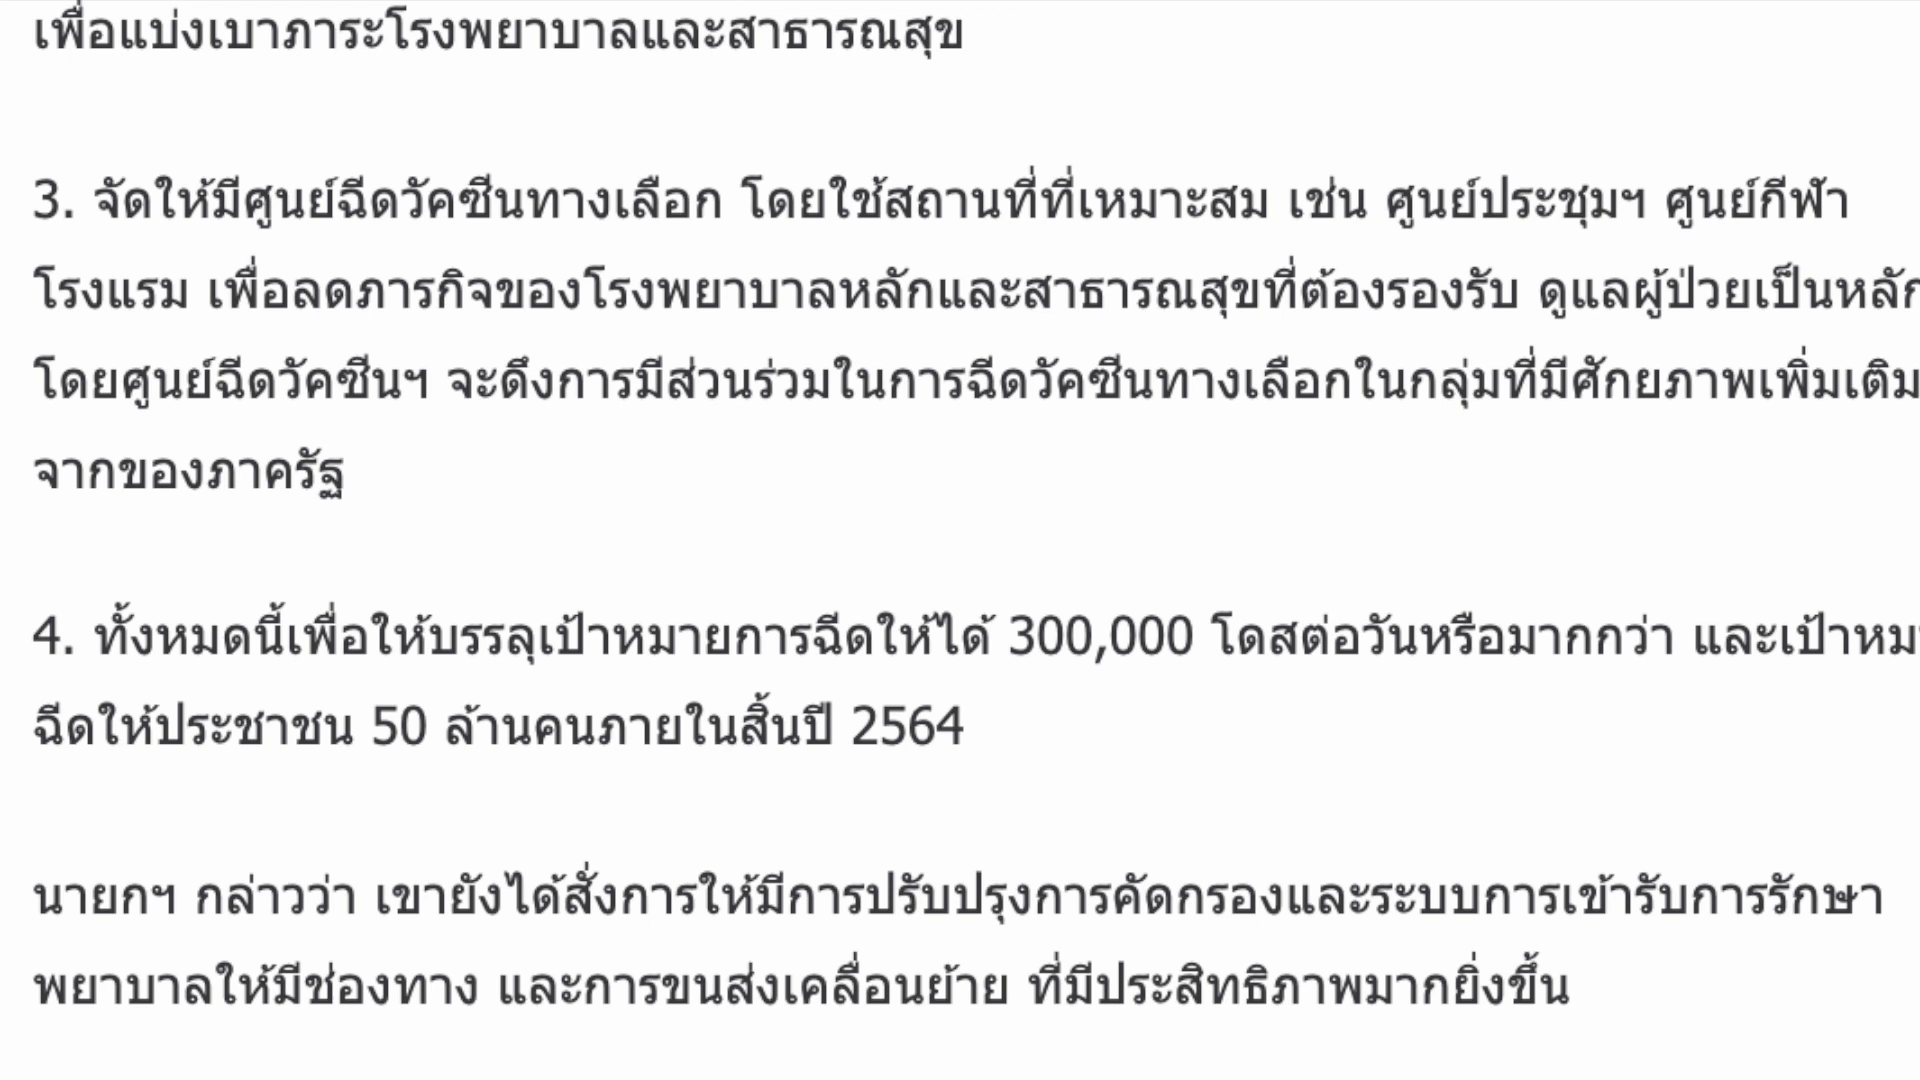 เพื่อแบ่งเบาภาระโรงพยาบาลและสาธารณสุข
3. จัดให้มีศูนย์ฉีดวัคซีนทางเลือก โดยใช้สถานที่ที่เหมาะสม เช่น ศูนย์ประชุมฯ ศูนย์กีฬา
โรงแรม เพื่อลดภารกิจของโรงพยาบาลหลักและสาธารณสุขที่ต้องรองรับ ดูแลผู้ป่วยเป็นหลัก
โดยศูนย์ฉีดวัคซีนฯ จะดึงการมีส่วนร่วมในการฉีดวัคซีนทางเลือกในกลุ่มที่มีศักยภาพเพิ่มเติม
จากของภาครัฐ
4. ทั้งหมดนี้เพื่อให้บรรลุเป้าหมายการฉีดให้ได้ 300,000 โดสต่อวันหรือมากกว่า และเป้าหม
ฉีดให้ประชาชน 50 ล้านคนภายในสิ้นปี 2564
นายกฯ กล่าวว่า เขายังได้สั่งการให้มีการปรับปรุงการคัดกรองและระบบการเข้ารับการรักษา
พยาบาลให้มีช่องทาง และการขนส่งเคลื่อนย้าย ที่มีประสิทธิภาพมากยิ่งขึ้น